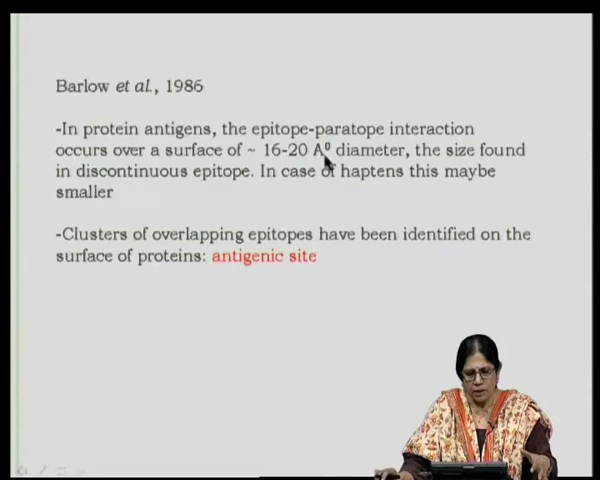 Barlow et al., 1986
-In protein antigens, the epitope-paratope interaction
occurs over a surface of ~ 16-20 A⁰ diameter, the size found
in discontinuous epitope. In case of haptens this maybe
smaller
-Clusters of overlapping epitopes have been identified on the
surface of proteins: antigenic site